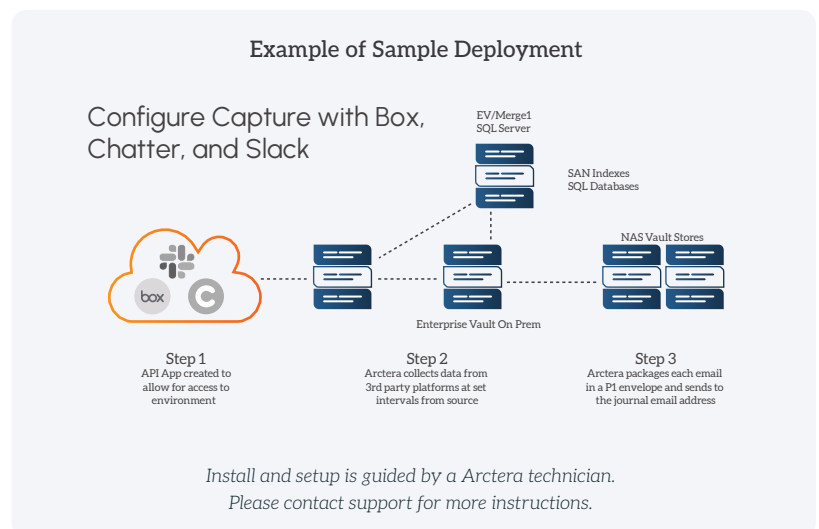 Example of Sample Deployment
Configure Capture with Box,
Chatter, and Slack
EV/Merge1
SQL Server
SAN Indexes
SQL Databases
NAS Vault Stores
box
C
Enterprise Vault On Prem
Step 1
API App created to
allow for access to
environment
Step 2
Arctera collects data from
3rd party platforms at set
intervals from source
Step 3
Arctera packages each email
in a P1 envelope and sends to
the journal email address
Install and setup is guided by a Arctera technician.
Please contact support for more instructions.